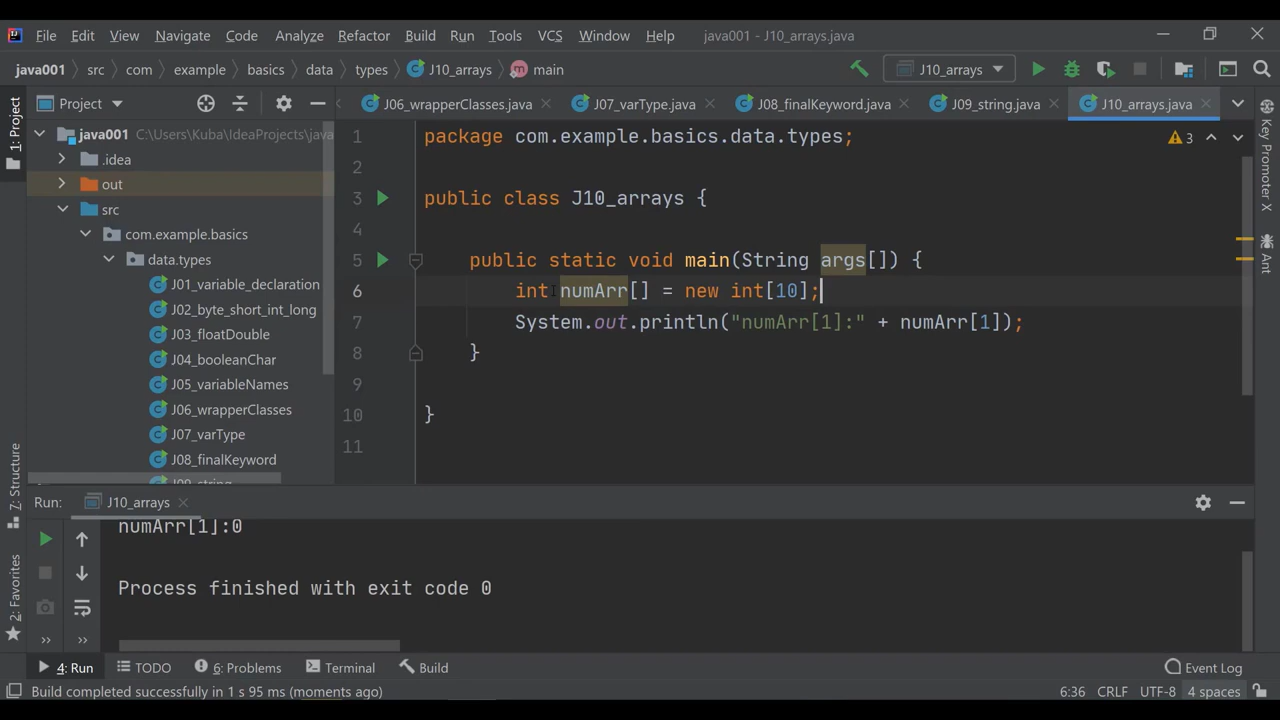 File Edit View Navigate Code Analyze Refactor Build Run Tools VCS Window Help java001 - J10_arrays.java
java001 src com example basics data types J10_arrays main J10_arrays
1: Project
Project
J06_wrapperClasses.java J07_varType.java J08_finalKeyword.java J09_string.java J10_arrays.java
java001 C:\Users\Kuba\IdeaProjects\java
.idea
out
src
com.example.basics
data.types
J01_variable_declaration
J02_byte_short_int_long
J03_floatDouble
J04_booleanChar
J05_variableNames
J06_wrapperClasses
J07_varType
J08_finalKeyword
J09_string
1 package com.example.basics.data.types;
2
3 public class J10_arrays {
4
5 public static void main(String args[]) {
6 int numArr[] = new int[10];
7 System.out.println("numArr[1]:" + numArr[1]);
8 }
9
10 }
11
3
Key Promoter X
Ant
7: Structure
2: Favorites
Run: J10_arrays
numArr[1]:0
Process finished with exit code 0
4: Run TODO 6: Problems Terminal Build Event Log
Build completed successfully in 1 s 95 ms (moments ago) 6:36 CRLF UTF-8 4 spaces